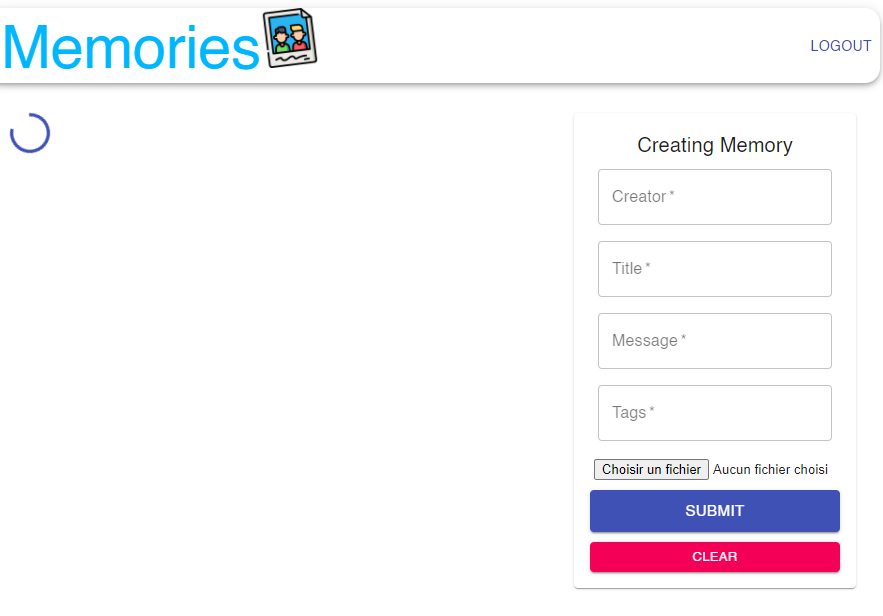 Memories
LOGOUT
Creating Memory
Creator *
Title *
Message *
Tags *
Choisir un fichier Aucun fichier choisi
SUBMIT
CLEAR